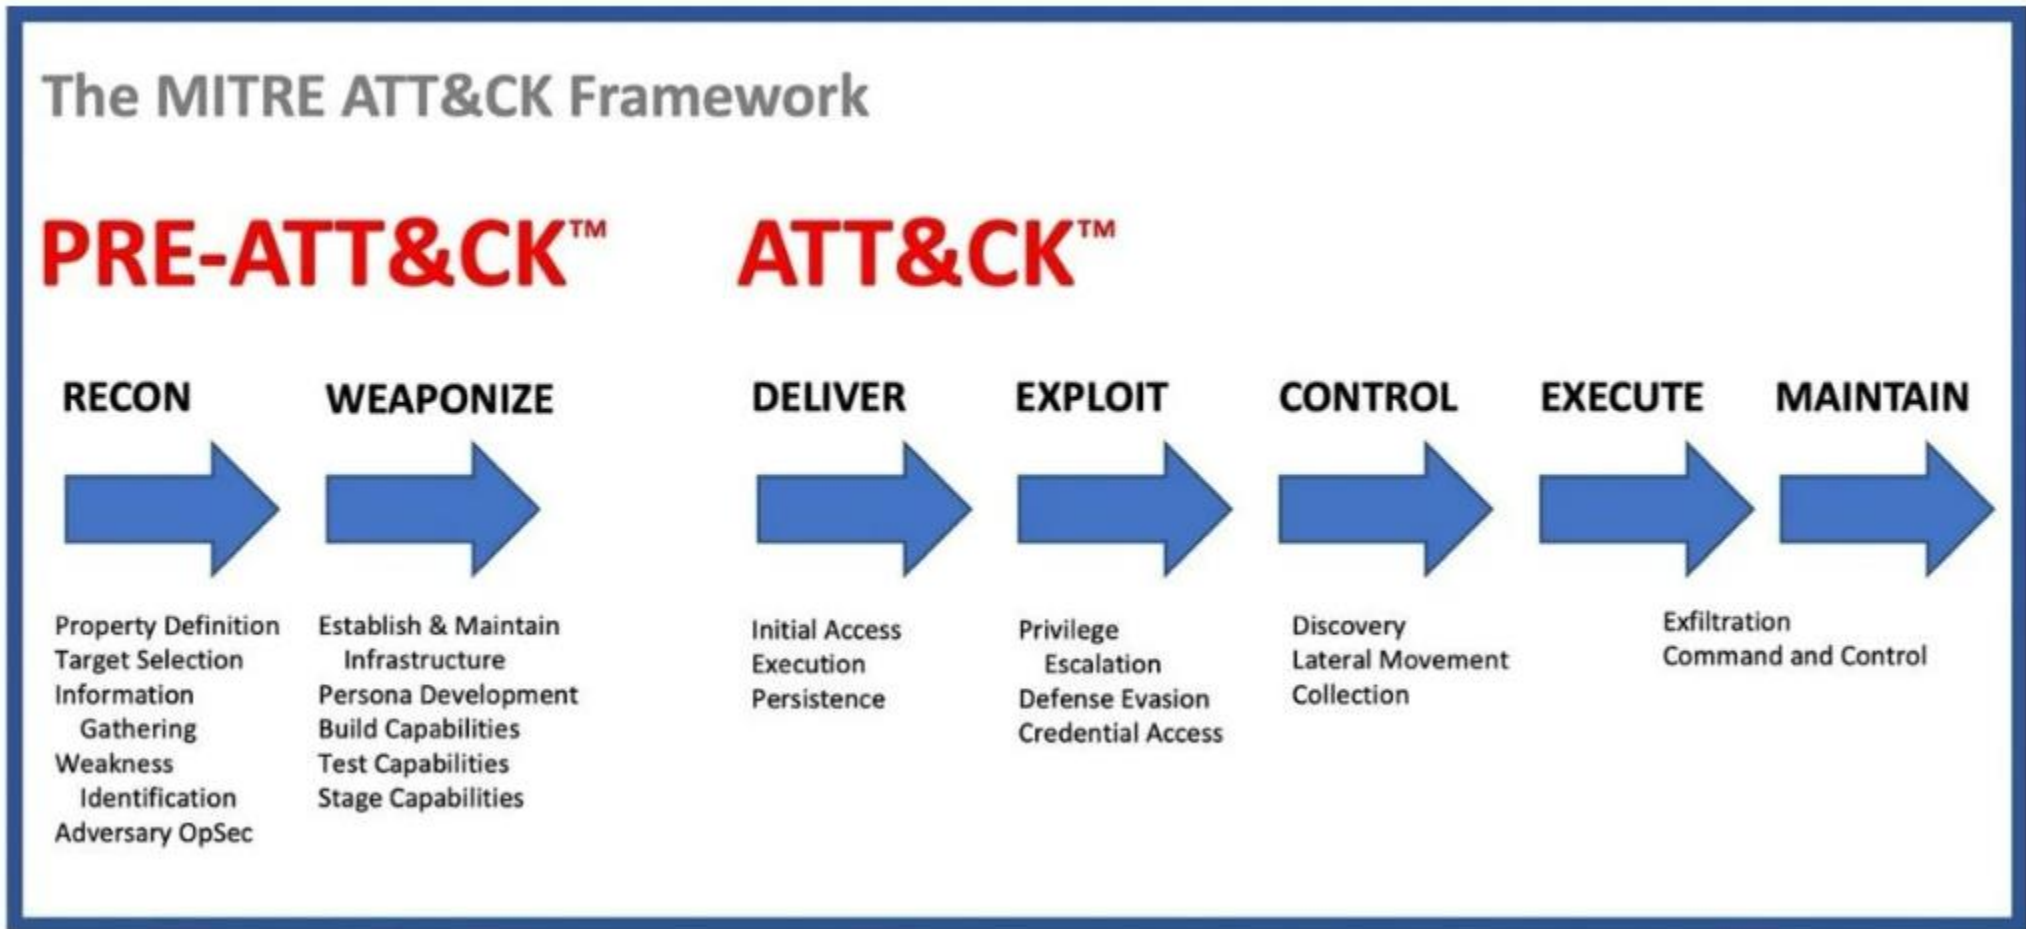 The MITRE ATT&CK Framework
PRE-ATT&CK™
ATT&CK™
RECON
WEAPONIZE
DELIVER
EXPLOIT
CONTROL
EXECUTE
MAINTAIN
Property Definition
Target Selection
Information
Gathering
Weakness
Identification
Adversary OpSec
Establish & Maintain
Infrastructure
Persona Development
Build Capabilities
Test Capabilities
Stage Capabilities
Initial Access
Execution
Persistence
Privilege
Escalation
Defense Evasion
Credential Access
Discovery
Lateral Movement
Collection
Exfiltration
Command and Control